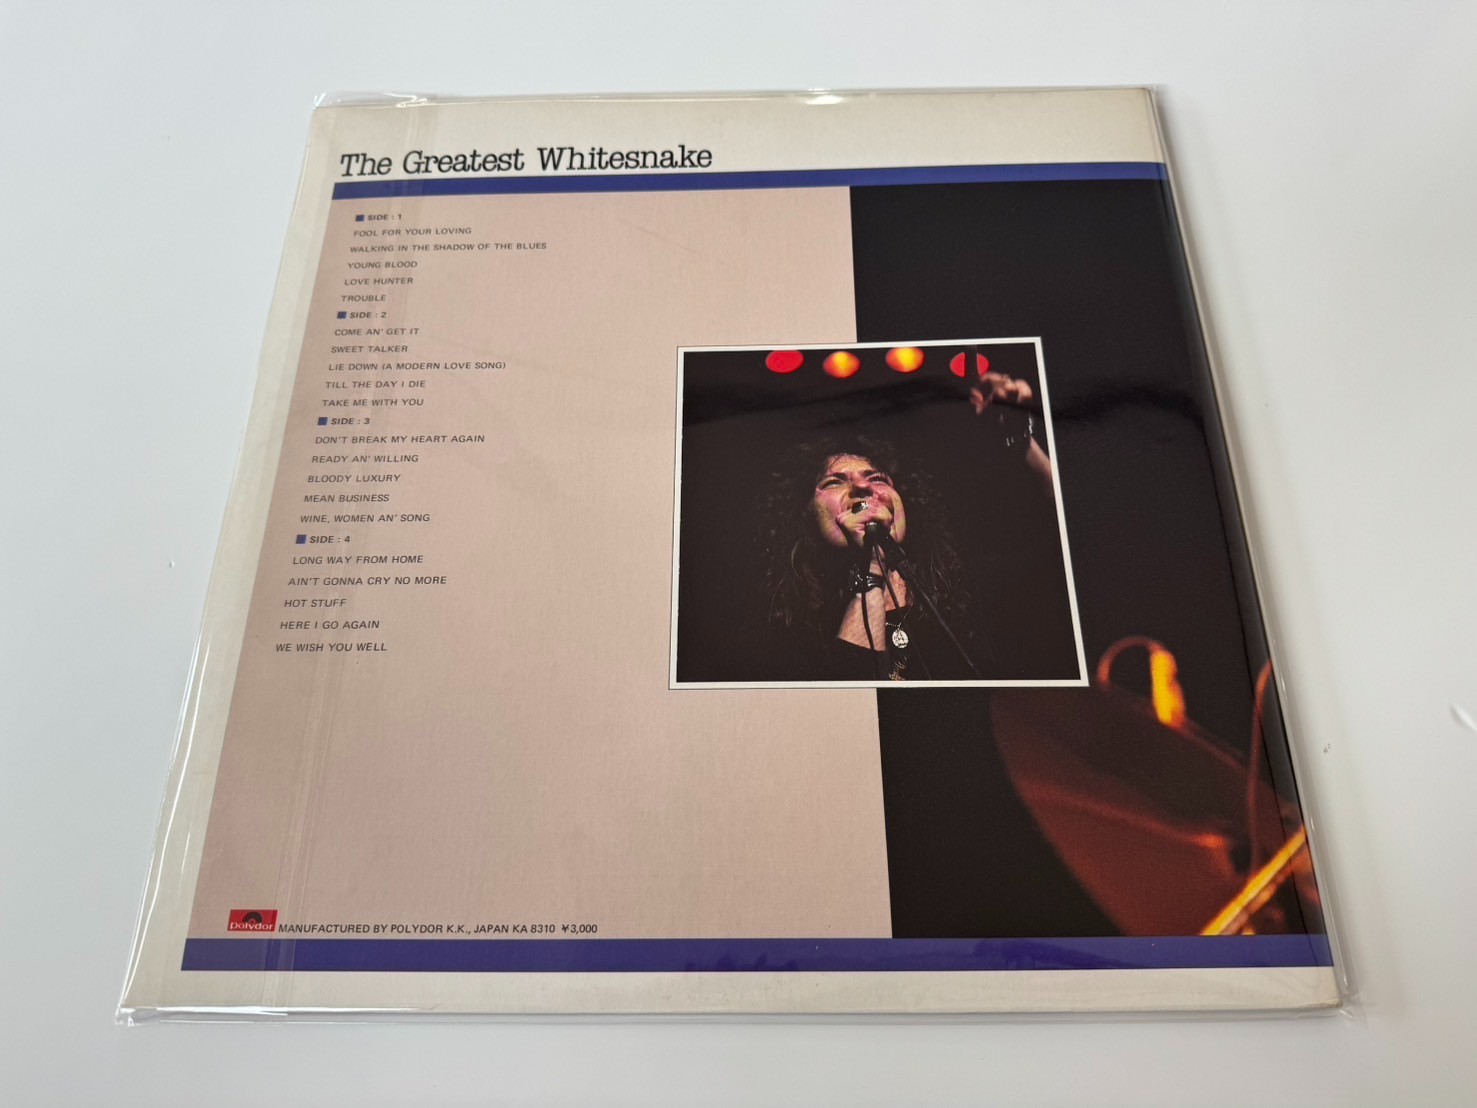 The Greatest Whitesnake
SIDE : 1
FOOL FOR YOUR LOVING
WALKING IN THE SHADOW OF THE BLUES
YOUNG BLOOD
LOVE HUNTER
TROUBLE
SIDE : 2
COME AN' GET IT
SWEET TALKER
LIE DOWN (A MODERN LOVE SONG)
TILL THE DAY I DIE
TAKE ME WITH YOU
SIDE : 3
DON'T BREAK MY HEART AGAIN
READY AN' WILLING
BLOODY LUXURY
MEAN BUSINESS
WINE, WOMEN AN' SONG
SIDE : 4
LONG WAY FROM HOME
AIN'T GONNA CRY NO MORE
HOT STUFF
HERE I GO AGAIN
WE WISH YOU WELL
Polydor MANUFACTURED BY POLYDOR K.K., JAPAN KA 8310 ¥3,000